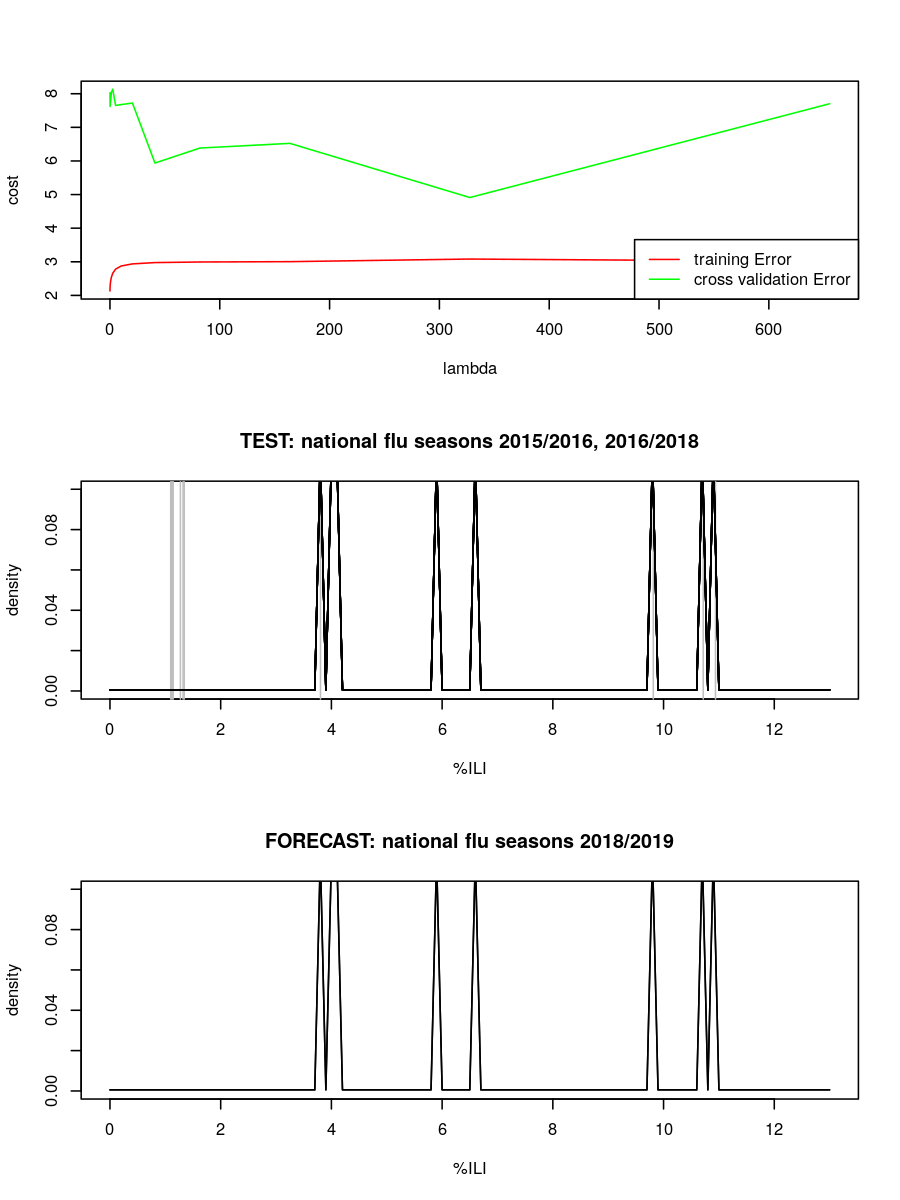 8
7
6
5
4
3
2
cost
training Error
cross validation Error
0 100 200 300 400 500 600
lambda
TEST: national flu seasons 2015/2016, 2016/2018
0.08
0.04
0.00
density
0 2 4 6 8 10 12
%ILI
FORECAST: national flu seasons 2018/2019
0.08
0.04
0.00
density
0 2 4 6 8 10 12
%ILI